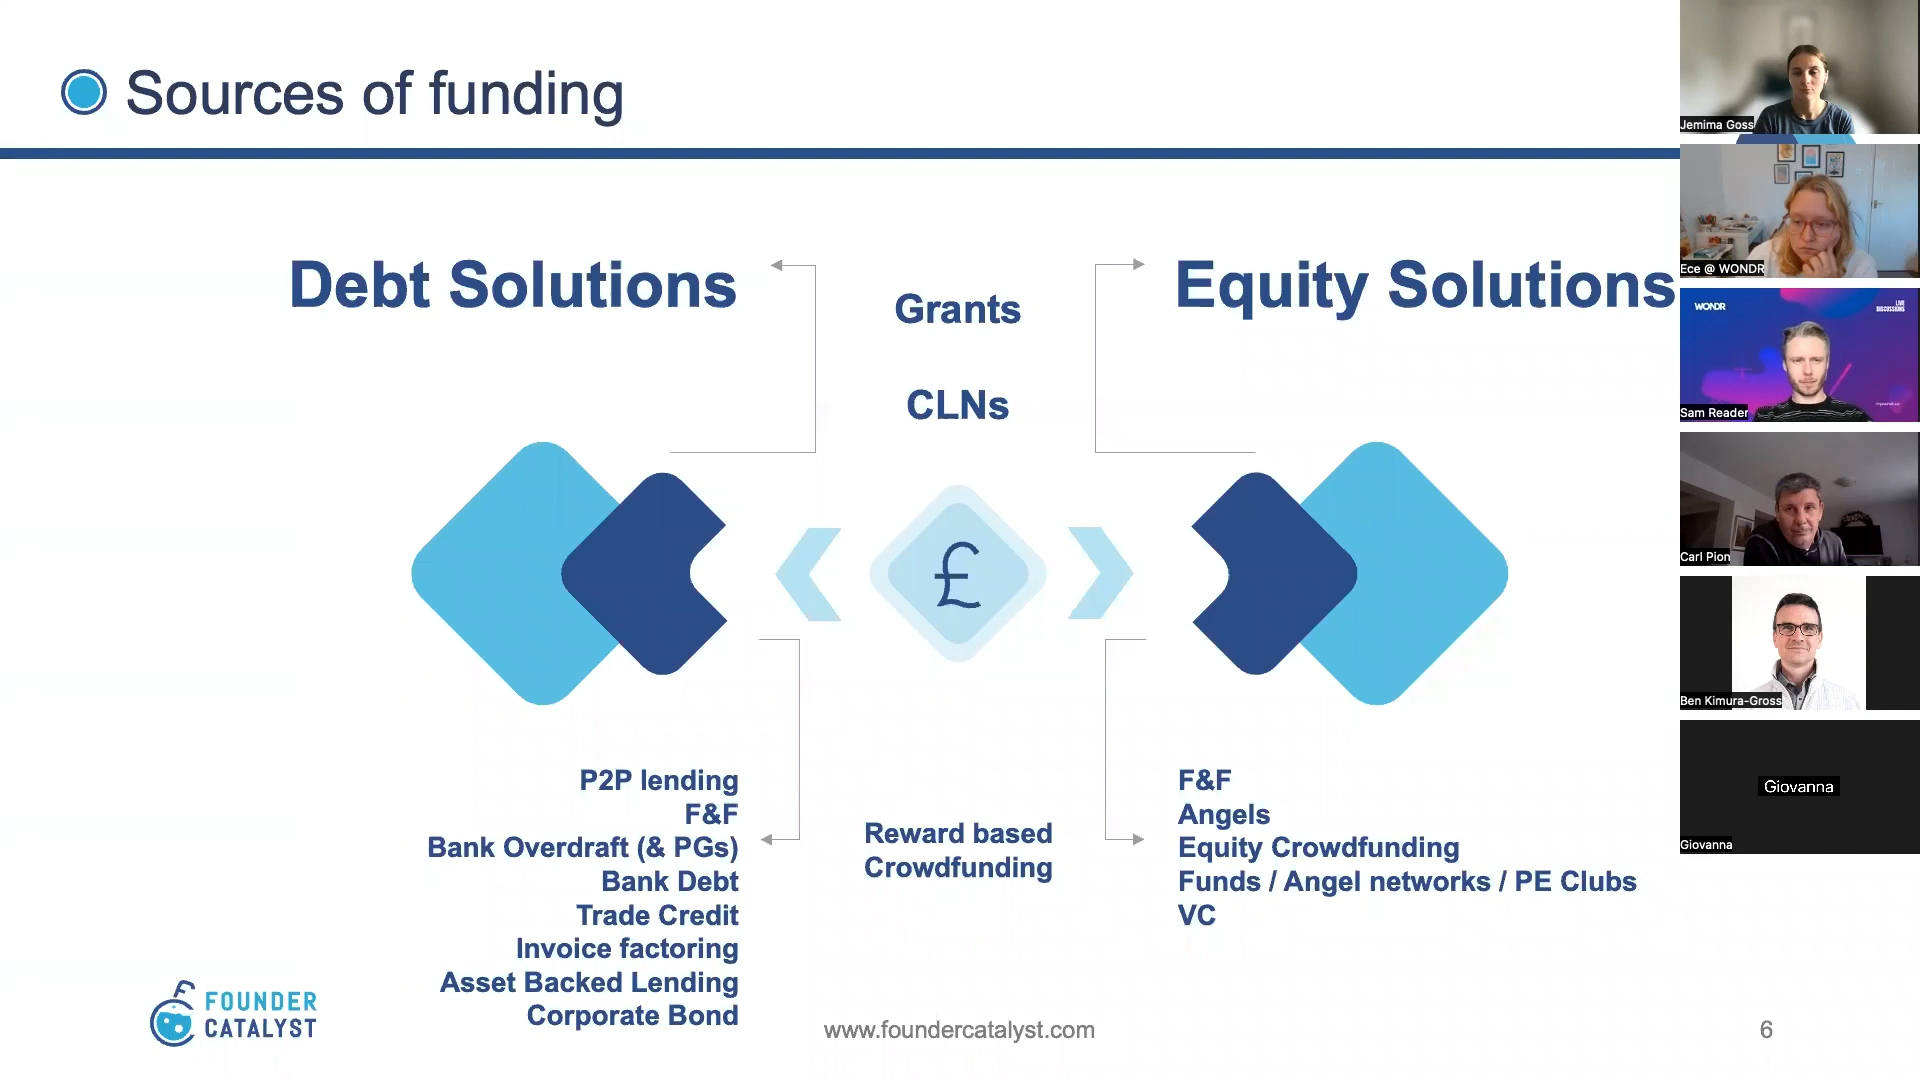 Sources of funding
Debt Solutions
Grants
CLNs
Equity Solutions
£
P2P lending
F&F
Bank Overdraft (& PGs)
Bank Debt
Trade Credit
Invoice factoring
Asset Backed Lending
Corporate Bond
Reward based
Crowdfunding
F&F
Angels
Equity Crowdfunding
Funds / Angel networks / PE Clubs
VC
FOUNDER
CATALYST
www.foundercatalyst.com
6
Jemima Goss
Ece @ WONDR
WONDR
LIVE
DISCUSSIONS
Sam Reader
Carl Pion
Ben Kimura-Gross
Giovanna
Giovanna